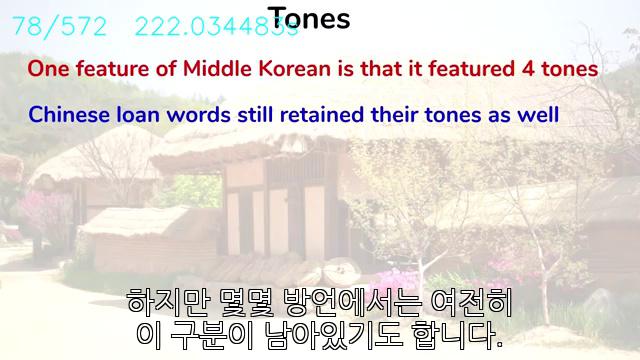 Tones
78/572 222.0344833s
One feature of Middle Korean is that it featured 4 tones
Chinese loan words still retained their tones as well
하지만 몇몇 방언에서는 여전히
이 구분이 남아있기도 합니다.